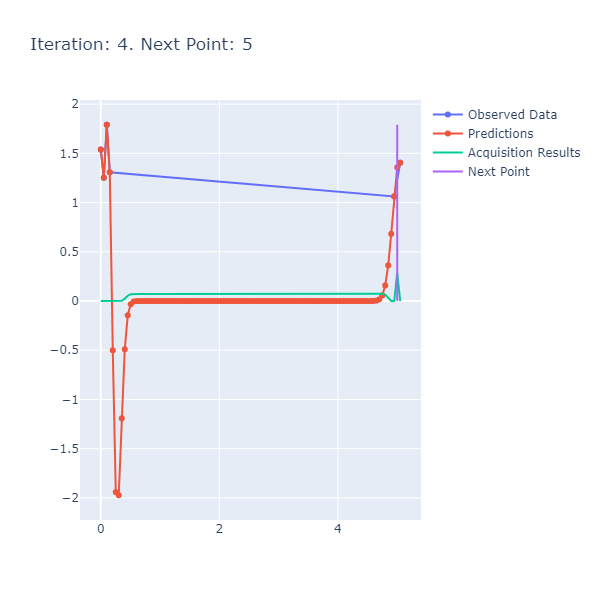 Iteration: 4. Next Point: 5
Observed Data
Predictions
Acquisition Results
Next Point
2
1.5
1
0.5
0
−0.5
−1
−1.5
−2
0
2
4